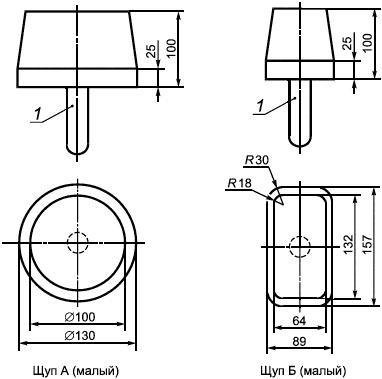 25
100
1
25
100
1
R30
R18
132
157
Ø100
Ø130
64
89
Щуп А (малый)
Щуп Б (малый)